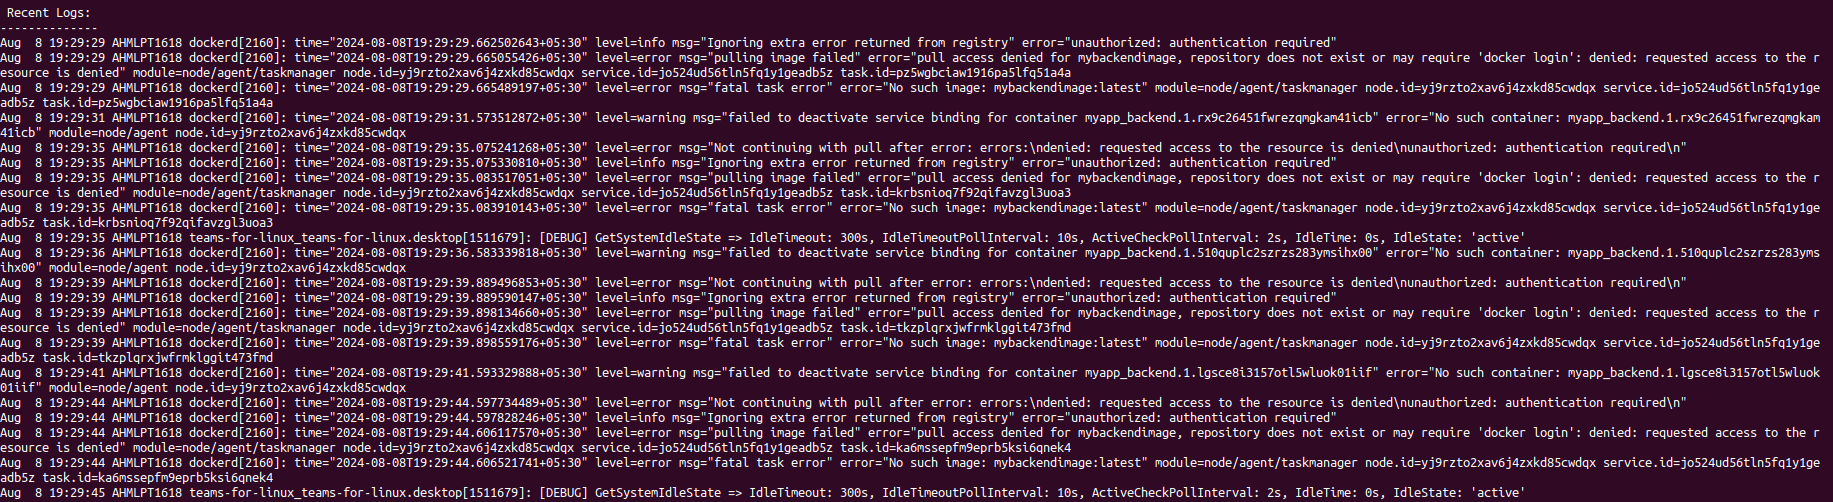 Recent Logs:
--------------
Aug  8 19:29:29 AHMLPT1618 dockerd[2160]: time="2024-08-08T19:29:29.662502643+05:30" level=info msg="Ignoring extra error returned from registry" error="unauthorized: authentication required"
Aug  8 19:29:29 AHMLPT1618 dockerd[2160]: time="2024-08-08T19:29:29.665055426+05:30" level=error msg="pulling image failed" error="pull access denied for mybackendimage, repository does not exist or may require 'docker login': denied: requested access to the r
esource is denied" module=node/agent/taskmanager node.id=yj9rzto2xav6j4zxkd85cwdqx service.id=jo524ud56tln5fq1y1geadb5z task.id=pz5wgbciaw1916pa5lfq51a4a
Aug  8 19:29:29 AHMLPT1618 dockerd[2160]: time="2024-08-08T19:29:29.665489197+05:30" level=error msg="fatal task error" error="No such image: mybackendimage:latest" module=node/agent/taskmanager node.id=yj9rzto2xav6j4zxkd85cwdqx service.id=jo524ud56tln5fq1y1ge
adb5z task.id=pz5wgbciaw1916pa5lfq51a4a
Aug  8 19:29:31 AHMLPT1618 dockerd[2160]: time="2024-08-08T19:29:31.573512872+05:30" level=warning msg="failed to deactivate service binding for container myapp_backend.1.rx9c26451fwrezqmgkam41icb" error="No such container: myapp_backend.1.rx9c26451fwrezqmgkam
41icb" module=node/agent node.id=yj9rzto2xav6j4zxkd85cwdqx
Aug  8 19:29:35 AHMLPT1618 dockerd[2160]: time="2024-08-08T19:29:35.075241268+05:30" level=error msg="Not continuing with pull after error: errors:\ndenied: requested access to the resource is denied\nunauthorized: authentication required\n"
Aug  8 19:29:35 AHMLPT1618 dockerd[2160]: time="2024-08-08T19:29:35.075330810+05:30" level=info msg="Ignoring extra error returned from registry" error="unauthorized: authentication required"
Aug  8 19:29:35 AHMLPT1618 dockerd[2160]: time="2024-08-08T19:29:35.083517051+05:30" level=error msg="pulling image failed" error="pull access denied for mybackendimage, repository does not exist or may require 'docker login': denied: requested access to the r
esource is denied" module=node/agent/taskmanager node.id=yj9rzto2xav6j4zxkd85cwdqx service.id=jo524ud56tln5fq1y1geadb5z task.id=krbsnioq7f92qifavzgl3uoa3
Aug  8 19:29:35 AHMLPT1618 dockerd[2160]: time="2024-08-08T19:29:35.083910143+05:30" level=error msg="fatal task error" error="No such image: mybackendimage:latest" module=node/agent/taskmanager node.id=yj9rzto2xav6j4zxkd85cwdqx service.id=jo524ud56tln5fq1y1ge
adb5z task.id=krbsnioq7f92qifavzgl3uoa3
Aug  8 19:29:35 AHMLPT1618 teams-for-linux_teams-for-linux.desktop[1511679]: [DEBUG] GetSystemIdleState => IdleTimeout: 300s, IdleTimeoutPollInterval: 10s, ActiveCheckPollInterval: 2s, IdleTime: 0s, IdleState: 'active'
Aug  8 19:29:36 AHMLPT1618 dockerd[2160]: time="2024-08-08T19:29:36.583339818+05:30" level=warning msg="failed to deactivate service binding for container myapp_backend.1.510quplc2szrzs283ymsihx00" error="No such container: myapp_backend.1.510quplc2szrzs283yms
ihx00" module=node/agent node.id=yj9rzto2xav6j4zxkd85cwdqx
Aug  8 19:29:39 AHMLPT1618 dockerd[2160]: time="2024-08-08T19:29:39.889496853+05:30" level=error msg="Not continuing with pull after error: errors:\ndenied: requested access to the resource is denied\nunauthorized: authentication required\n"
Aug  8 19:29:39 AHMLPT1618 dockerd[2160]: time="2024-08-08T19:29:39.889590147+05:30" level=info msg="Ignoring extra error returned from registry" error="unauthorized: authentication required"
Aug  8 19:29:39 AHMLPT1618 dockerd[2160]: time="2024-08-08T19:29:39.898134660+05:30" level=error msg="pulling image failed" error="pull access denied for mybackendimage, repository does not exist or may require 'docker login': denied: requested access to the r
esource is denied" module=node/agent/taskmanager node.id=yj9rzto2xav6j4zxkd85cwdqx service.id=jo524ud56tln5fq1y1geadb5z task.id=tkzplqrxjwfrmklggit473fmd
Aug  8 19:29:39 AHMLPT1618 dockerd[2160]: time="2024-08-08T19:29:39.898559176+05:30" level=error msg="fatal task error" error="No such image: mybackendimage:latest" module=node/agent/taskmanager node.id=yj9rzto2xav6j4zxkd85cwdqx service.id=jo524ud56tln5fq1y1ge
adb5z task.id=tkzplqrxjwfrmklggit473fmd
Aug  8 19:29:41 AHMLPT1618 dockerd[2160]: time="2024-08-08T19:29:41.593329888+05:30" level=warning msg="failed to deactivate service binding for container myapp_backend.1.lgsce8i3157otl5wluok01iif" error="No such container: myapp_backend.1.lgsce8i3157otl5wluok
01iif" module=node/agent node.id=yj9rzto2xav6j4zxkd85cwdqx
Aug  8 19:29:44 AHMLPT1618 dockerd[2160]: time="2024-08-08T19:29:44.597734489+05:30" level=error msg="Not continuing with pull after error: errors:\ndenied: requested access to the resource is denied\nunauthorized: authentication required\n"
Aug  8 19:29:44 AHMLPT1618 dockerd[2160]: time="2024-08-08T19:29:44.597828246+05:30" level=info msg="Ignoring extra error returned from registry" error="unauthorized: authentication required"
Aug  8 19:29:44 AHMLPT1618 dockerd[2160]: time="2024-08-08T19:29:44.606117570+05:30" level=error msg="pulling image failed" error="pull access denied for mybackendimage, repository does not exist or may require 'docker login': denied: requested access to the r
esource is denied" module=node/agent/taskmanager node.id=yj9rzto2xav6j4zxkd85cwdqx service.id=jo524ud56tln5fq1y1geadb5z task.id=ka6mssepfm9eprb5ksi6qnek4
Aug  8 19:29:44 AHMLPT1618 dockerd[2160]: time="2024-08-08T19:29:44.606521741+05:30" level=error msg="fatal task error" error="No such image: mybackendimage:latest" module=node/agent/taskmanager node.id=yj9rzto2xav6j4zxkd85cwdqx service.id=jo524ud56tln5fq1y1ge
adb5z task.id=ka6mssepfm9eprb5ksi6qnek4
Aug  8 19:29:45 AHMLPT1618 teams-for-linux_teams-for-linux.desktop[1511679]: [DEBUG] GetSystemIdleState => IdleTimeout: 300s, IdleTimeoutPollInterval: 10s, ActiveCheckPollInterval: 2s, IdleTime: 0s, IdleState: 'active'